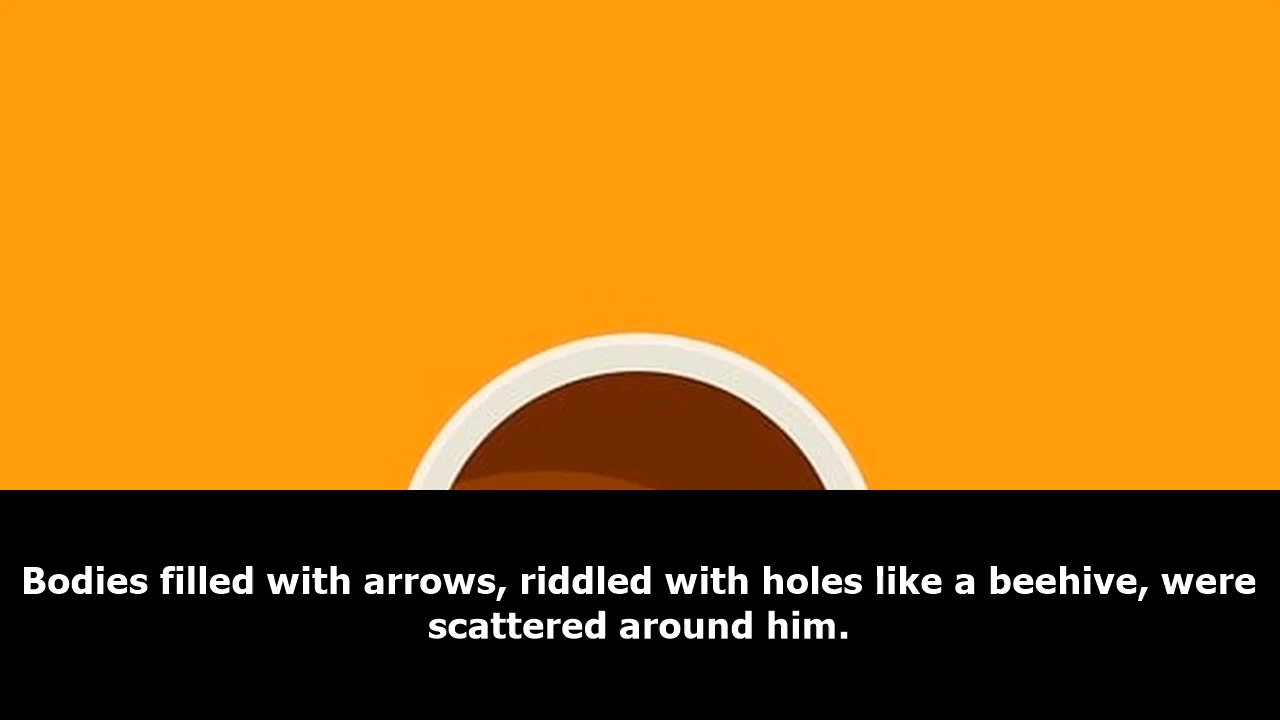 Bodies filled with arrows, riddled with holes like a beehive, were
scattered around him.